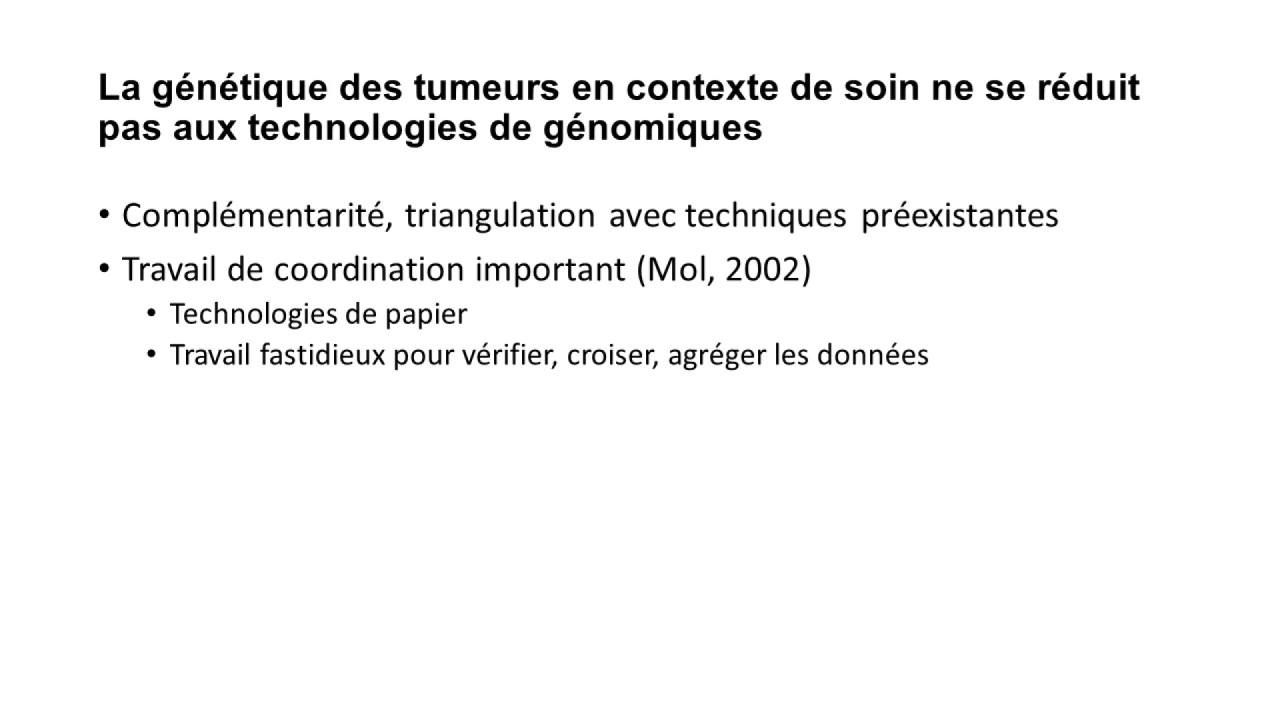 La génétique des tumeurs en contexte de soin ne se réduit
pas aux technologies de génomiques
• Complémentarité, triangulation avec techniques préexistantes
• Travail de coordination important (Mol, 2002)
• Technologies de papier
• Travail fastidieux pour vérifier, croiser, agréger les données